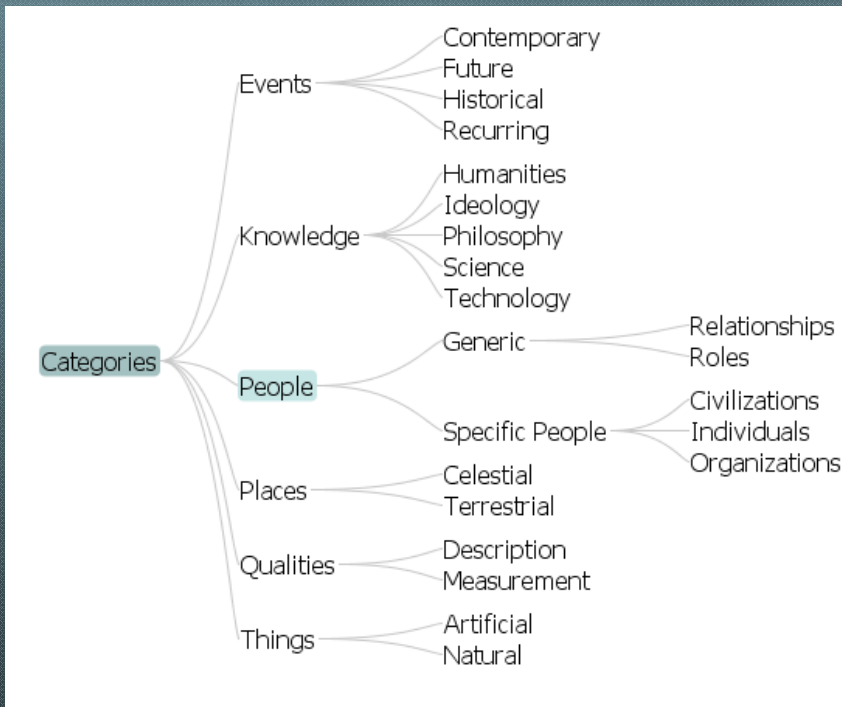 Categories
Events
Contemporary
Future
Historical
Recurring
Knowledge
Humanities
Ideology
Philosophy
Science
Technology
People
Generic
Relationships
Roles
Specific People
Civilizations
Individuals
Organizations
Places
Celestial
Terrestrial
Qualities
Description
Measurement
Things
Artificial
Natural